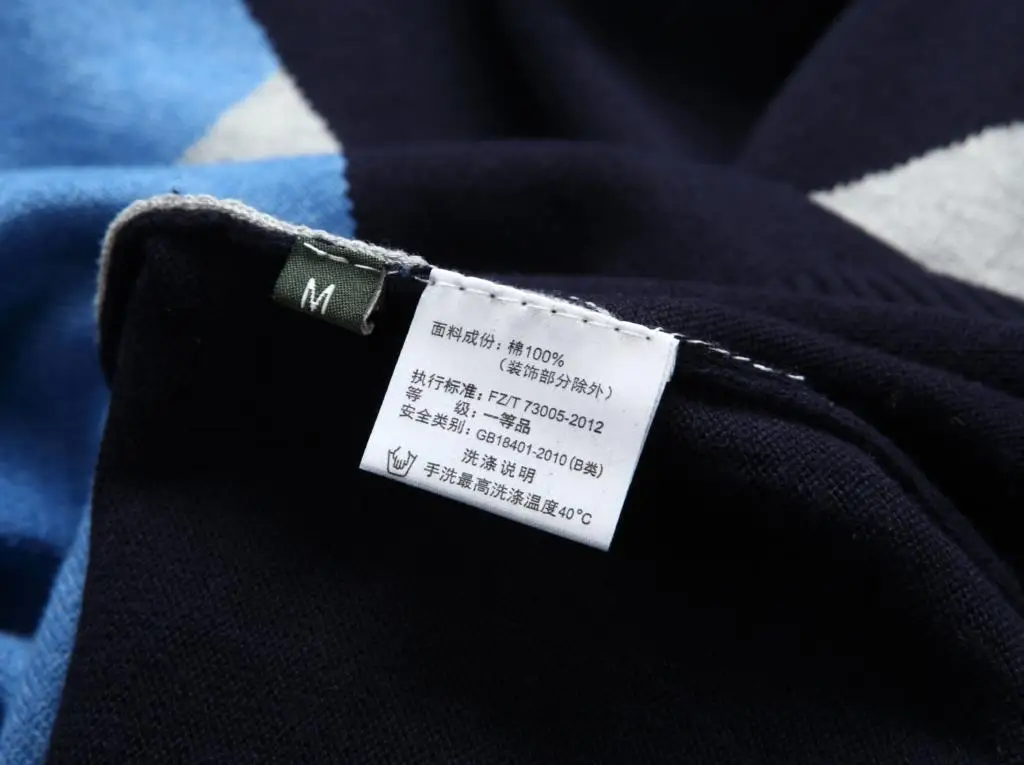 M
面料成份：棉100%
（装饰部分除外）
执行标准：FZ/T 73005-2012
等 级：一等品
安全类别：GB18401-2010(B类)
洗涤说明
手洗最高洗涤温度40°C